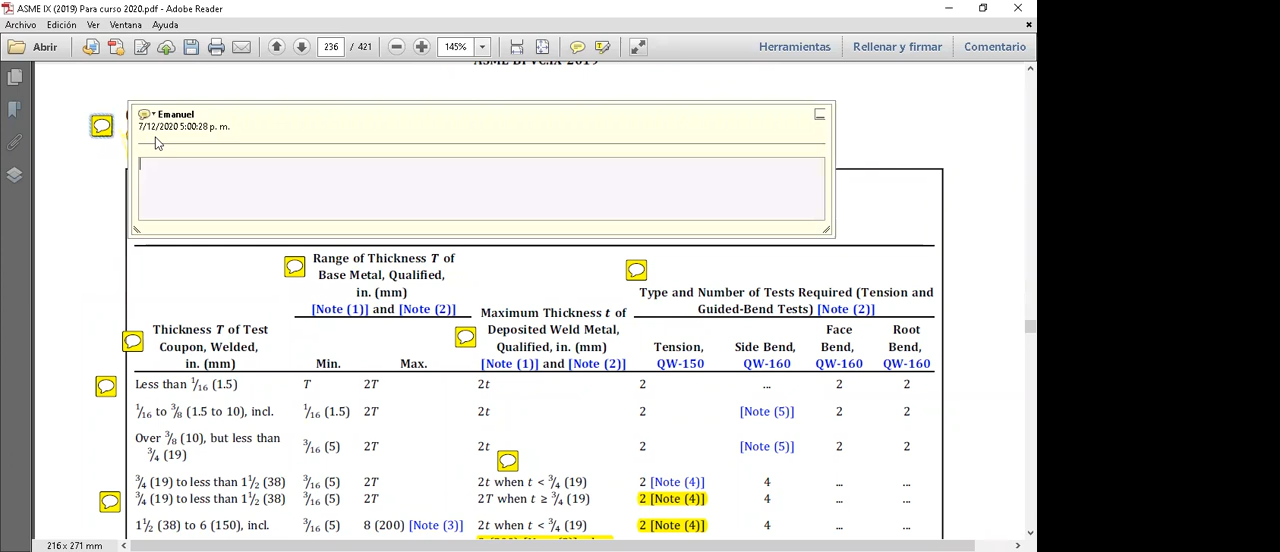 ASME IX (2019) Para curso 2020.pdf - Adobe Reader
Archivo Edición Ver Ventana Ayuda
Abrir 236 / 421 145% Herramientas Rellenar y firmar Comentario
Emanuel
7/12/2020 5:00:28 p. m.
Range of Thickness T of
Base Metal, Qualified,
in. (mm)
[Note (1)] and [Note (2)]
Maximum Thickness t of
Deposited Weld Metal,
Qualified, in. (mm)
[Note (1)] and [Note (2)]
Type and Number of Tests Required (Tension and
Guided-Bend Tests) [Note (2)]
Thickness T of Test
Coupon, Welded,
in. (mm)
Min. Max.
Tension,
QW-150
Side Bend,
QW-160
Face
Bend,
QW-160
Root
Bend,
QW-160
Less than 1/16 (1.5) T 2T 2t 2 ... 2 2
1/16 to 3/8 (1.5 to 10), incl. 1/16 (1.5) 2T 2t 2 [Note (5)] 2 2
Over 3/8 (10), but less than
3/4 (19) 3/16 (5) 2T 2t 2 [Note (5)] 2 2
3/4 (19) to less than 1 1/2 (38) 3/16 (5) 2T 2t when t < 3/4 (19) 2 [Note (4)] 4 ... ...
3/4 (19) to less than 1 1/2 (38) 3/16 (5) 2T 2T when t ≥ 3/4 (19) 2 [Note (4)] 4 ... ...
1 1/2 (38) to 6 (150), incl. 3/16 (5) 8 (200) [Note (3)] 2t when t < 3/4 (19) 2 [Note (4)] 4 ... ...
216 x 271 mm